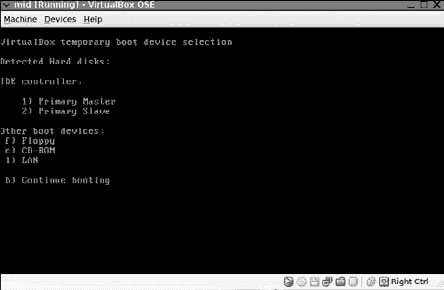 mid [Running] - VirtualBox OSE
Machine Devices Help
VirtualBox temporary boot device selection
Detected Hard disks:
IDE controller:
1) Primary Master
2) Primary Slave
Other boot devices:
f) Floppy
c) CD-ROM
l) LAN
b) Continue booting
Right Ctrl